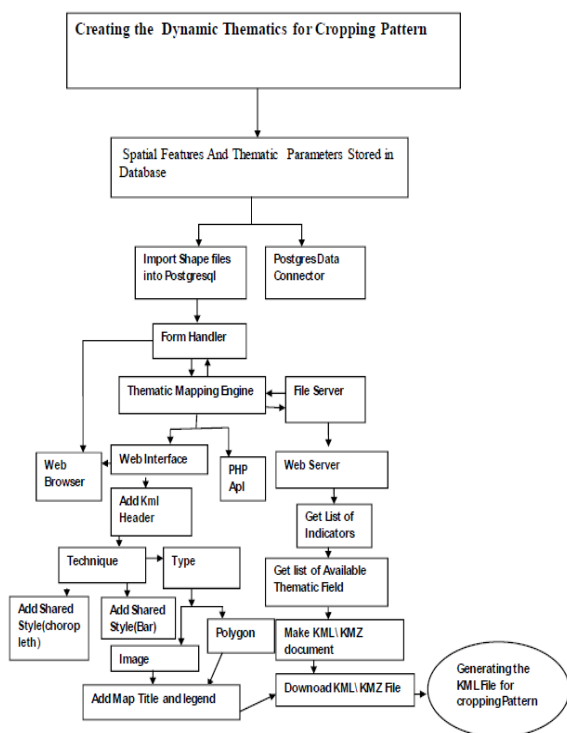 Creating the Dynamic Thematics for Cropping Pattern
Spatial Features And Thematic Parameters Stored in
Database
Import Shape files
into Postgresql
Postgres Data
Connector
Form Handler
Thematic Mapping Engine
File Server
Web
Browser
Web Interface
PHP
ApI
Web Server
Add Kml
Header
Get List of
Indicators
Technique
Type
Get list of Available
Thematic Field
Add Shared
Style(chorop
leth)
Add Shared
Style(Bar)
Polygon
Make KML\KMZ
document
Image
Add Map Title and legend
Downoad KML\KMZ File
Generating the
KML File for
croppingPattern